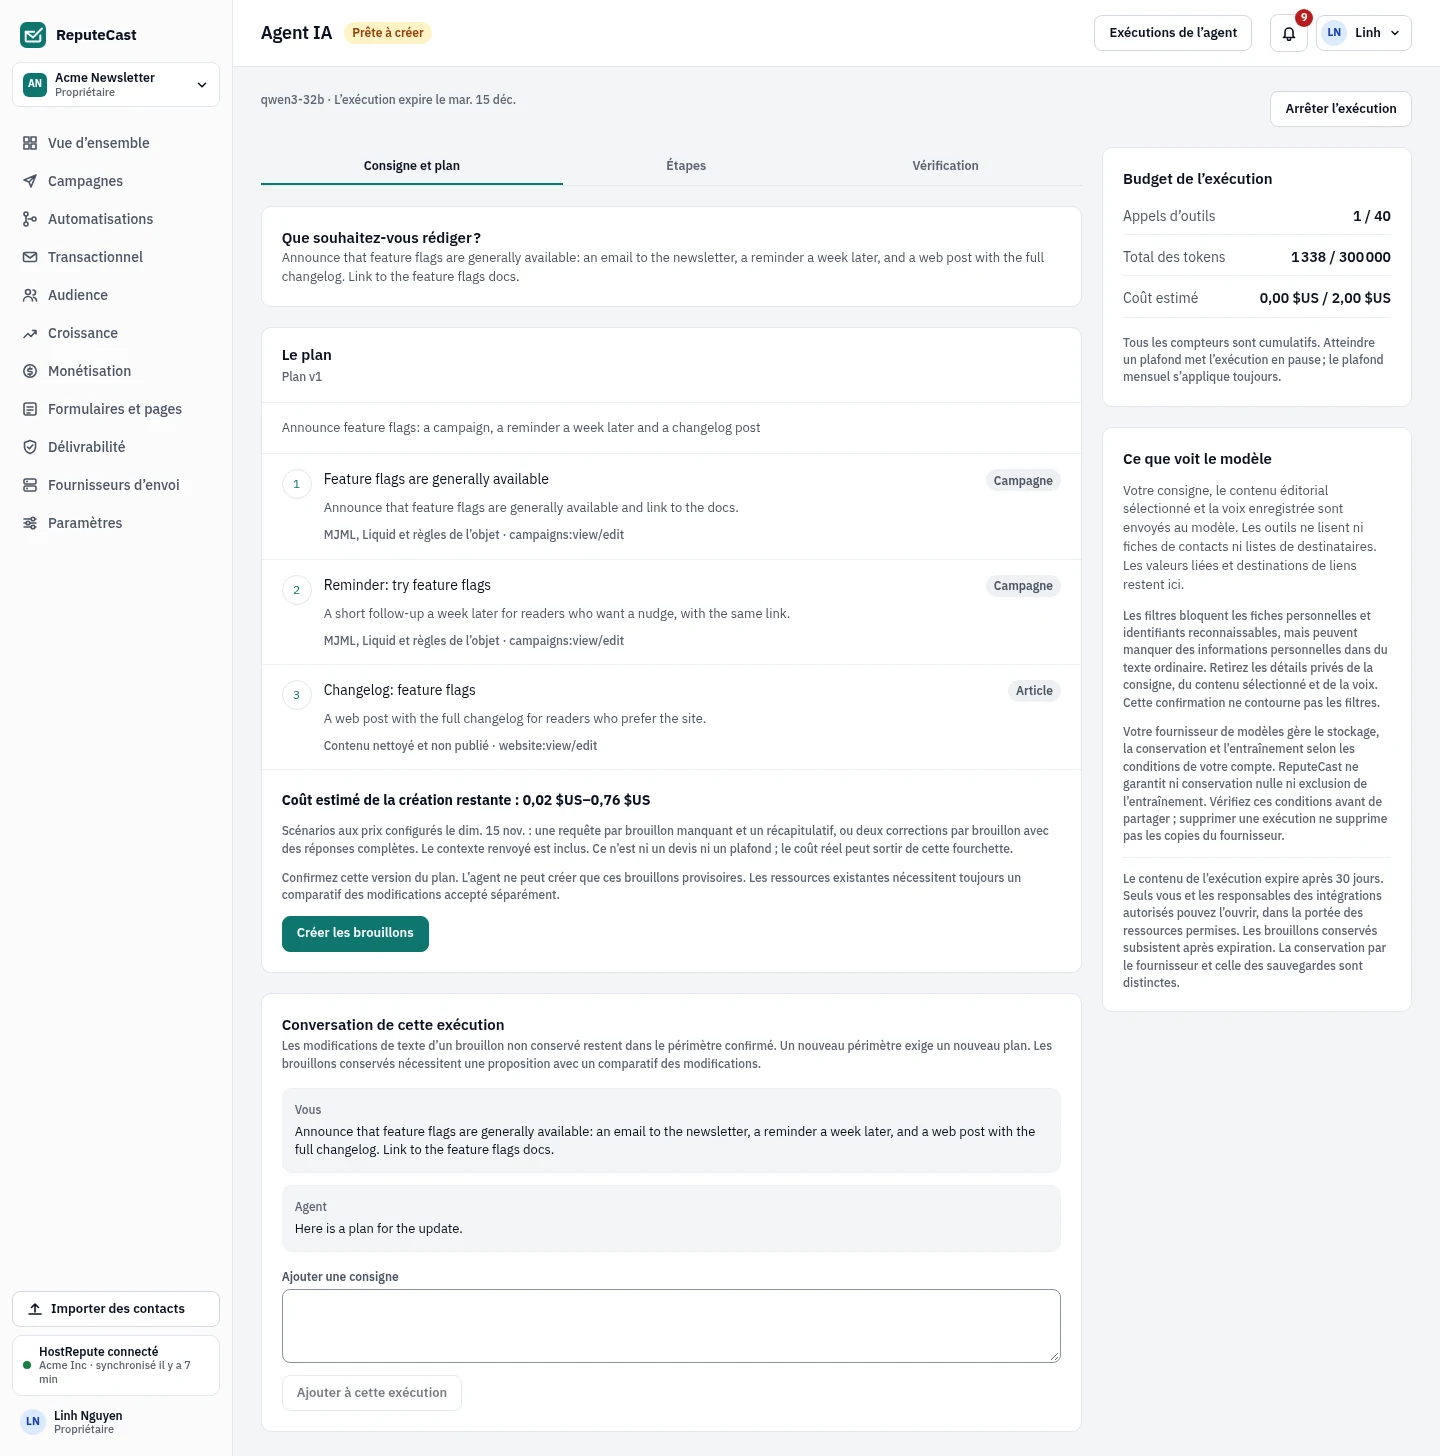 ReputeCast
AN
Acme Newsletter
Propriétaire
Vue d’ensemble
Campagnes
Automatisations
Transactionnel
Audience
Croissance
Monétisation
Formulaires et pages
Délivrabilité
Fournisseurs d’envoi
Paramètres
Importer des contacts
HostRepute connecté
Acme Inc · synchronisé il y a 7
min
LN
Linh Nguyen
Propriétaire
Agent IA
Prête à créer
Exécutions de l’agent
9
LN
Linh
qwen3-32b · L’exécution expire le mar. 15 déc.
Arrêter l’exécution
Consigne et plan
Étapes
Vérification
Que souhaitez-vous rédiger ?
Announce that feature flags are generally available: an email to the newsletter, a reminder a week later, and a web post with the full
changelog. Link to the feature flags docs.
Le plan
Plan v1
Announce feature flags: a campaign, a reminder a week later and a changelog post
1
Feature flags are generally available
Campagne
Announce that feature flags are generally available and link to the docs.
MJML, Liquid et règles de l’objet · campaigns:view/edit
2
Reminder: try feature flags
Campagne
A short follow-up a week later for readers who want a nudge, with the same link.
MJML, Liquid et règles de l’objet · campaigns:view/edit
3
Changelog: feature flags
Article
A web post with the full changelog for readers who prefer the site.
Contenu nettoyé et non publié · website:view/edit
Coût estimé de la création restante : 0,02 $US–0,76 $US
Scénarios aux prix configurés le dim. 15 nov. : une requête par brouillon manquant et un récapitulatif, ou deux corrections par brouillon avec
des réponses complètes. Le contexte renvoyé est inclus. Ce n’est ni un devis ni un plafond ; le coût réel peut sortir de cette fourchette.
Confirmez cette version du plan. L’agent ne peut créer que ces brouillons provisoires. Les ressources existantes nécessitent toujours un
comparatif des modifications accepté séparément.
Créer les brouillons
Conversation de cette exécution
Les modifications de texte d’un brouillon non conservé restent dans le périmètre confirmé. Un nouveau périmètre exige un nouveau plan. Les
brouillons conservés nécessitent une proposition avec un comparatif des modifications.
Vous
Announce that feature flags are generally available: an email to the newsletter, a reminder a week later, and a web post with the
full changelog. Link to the feature flags docs.
Agent
Here is a plan for the update.
Ajouter une consigne
Ajouter à cette exécution
Budget de l’exécution
Appels d’outils
1 / 40
Total des tokens
1 338 / 300 000
Coût estimé
0,00 $US / 2,00 $US
Tous les compteurs sont cumulatifs. Atteindre
un plafond met l’exécution en pause ; le plafond
mensuel s’applique toujours.
Ce que voit le modèle
Votre consigne, le contenu éditorial
sélectionné et la voix enregistrée sont
envoyés au modèle. Les outils ne lisent ni
fiches de contacts ni listes de destinataires.
Les valeurs liées et destinations de liens
restent ici.
Les filtres bloquent les fiches personnelles et
identifiants reconnaissables, mais peuvent
manquer des informations personnelles dans du
texte ordinaire. Retirez les détails privés de la
consigne, du contenu sélectionné et de la voix.
Cette confirmation ne contourne pas les filtres.
Votre fournisseur de modèles gère le stockage,
la conservation et l’entraînement selon les
conditions de votre compte. ReputeCast ne
garantit ni conservation nulle ni exclusion de
l’entraînement. Vérifiez ces conditions avant de
partager ; supprimer une exécution ne supprime
pas les copies du fournisseur.
Le contenu de l’exécution expire après 30 jours.
Seuls vous et les responsables des intégrations
autorisés pouvez l’ouvrir, dans la portée des
ressources permises. Les brouillons conservés
subsistent après expiration. La conservation par
le fournisseur et celle des sauvegardes sont
distinctes.